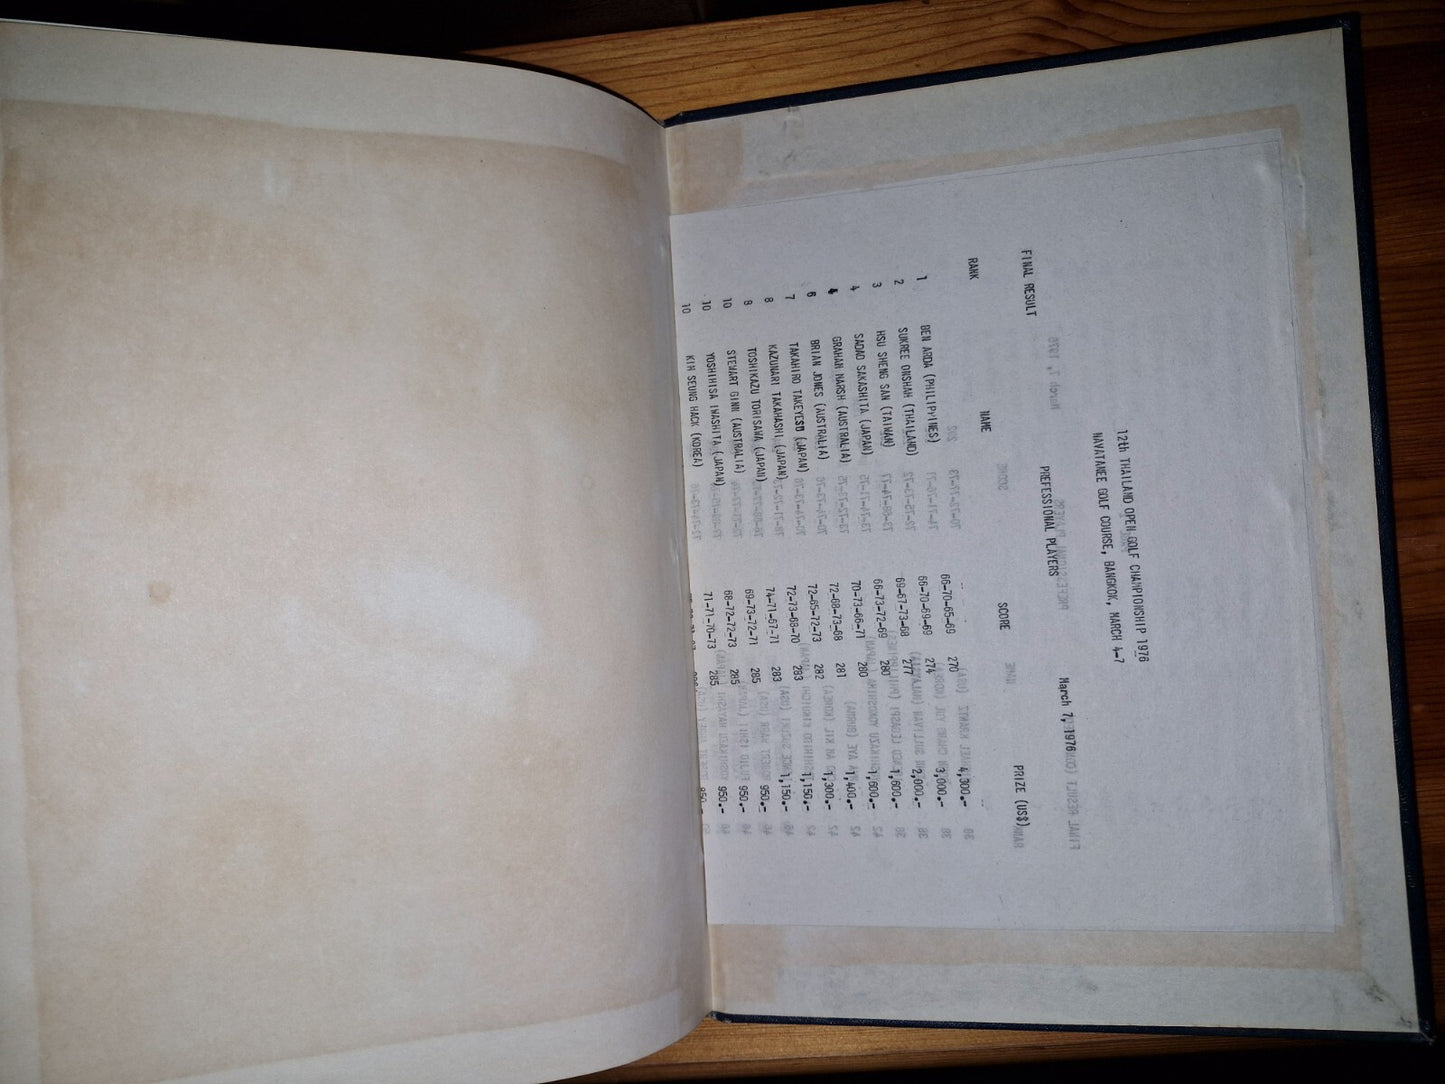 12th THAILAND OPEN GOLF CHAMPIONSHIP 1976
NAVATANEE GOLF COURSE, BANGKOK, MARCH 4-7
March 7, 1976
FINAL RESULT PREFESSIONAL PLAYERS
RANK NAME SCORE PRIZE (US$)
1 BEN ARDA (PHILIPPINES) 66-70-65-69 270 4,300.-
2 SUKREE ONSHAH (THAILAND) 66-70-69-69 274 3,000.-
3 HSU SHENG SAN (TAIWAN) 69-67-73-68 277 2,000.-
4 SADAO SAKASHITA (JAPAN) 66-73-72-69 280 1,600.-
4 GRAHAM MARSH (AUSTRALIA) 70-73-66-71 280 1,600.-
6 BRIAN JONES (AUSTRALIA) 72-68-73-68 281 1,400.-
7 TAKAHIRO TAKEYESU (JAPAN) 72-65-72-73 282 1,300.-
8 KAZUNARI TAKAHASHI (JAPAN) 72-73-68-70 283 1,150.-
8 TOSHIKAZU TORISAWA (JAPAN) 74-71-67-71 283 1,150.-
10 STEWART GINN (AUSTRALIA) 69-73-72-71 285 950.-
10 YOSHIHISA IWASHITA (JAPAN) 68-72-72-73 285 950.-
10 KIM SEUNG HACK (KOREA) 71-71-70-73 285 950.-